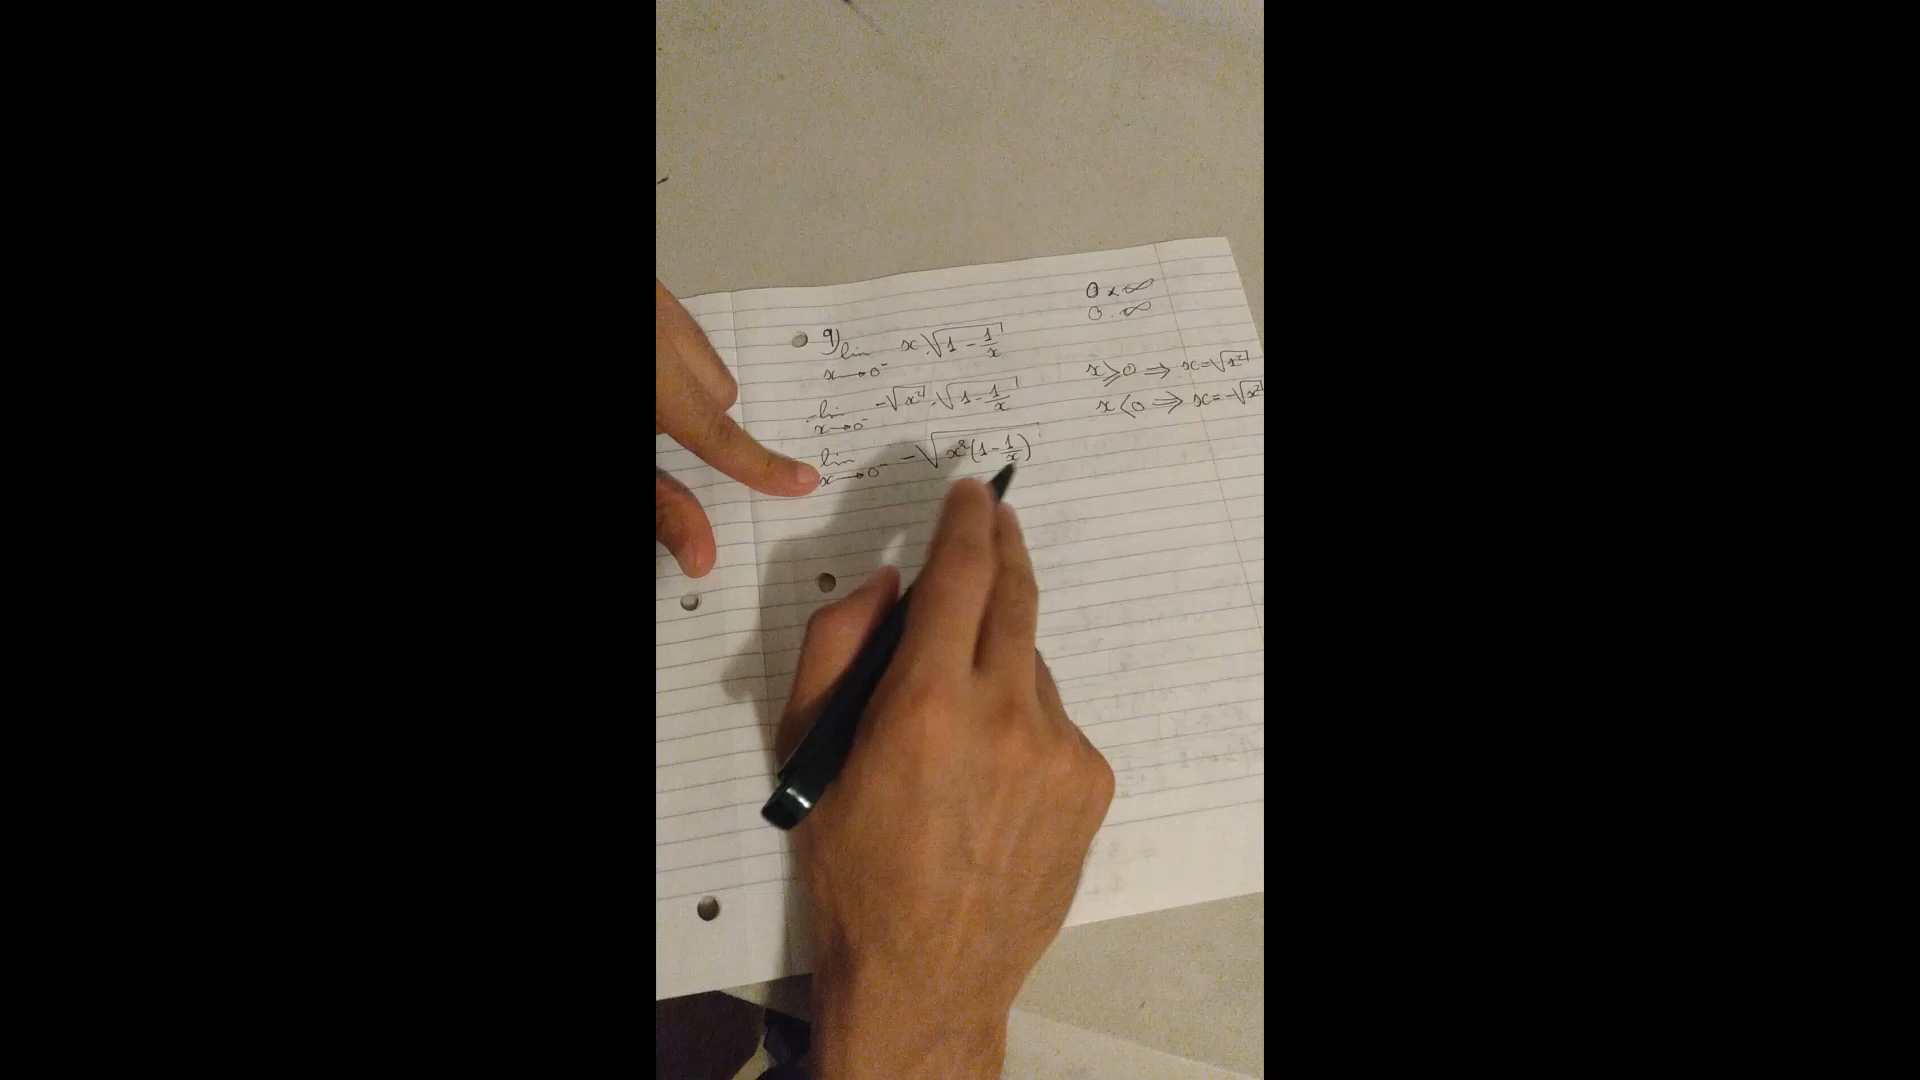 9)
lim x→0⁻ x.√(1 - 1/x)
lim x→0⁻ -√x² . √(1 - 1/x)
lim x→0⁻ -√(x²(1 - 1/x))
0 × ∞
0 . ∞
x ⩾ 0 ⇒ x = √x²
x < 0 ⇒ x = -√x²